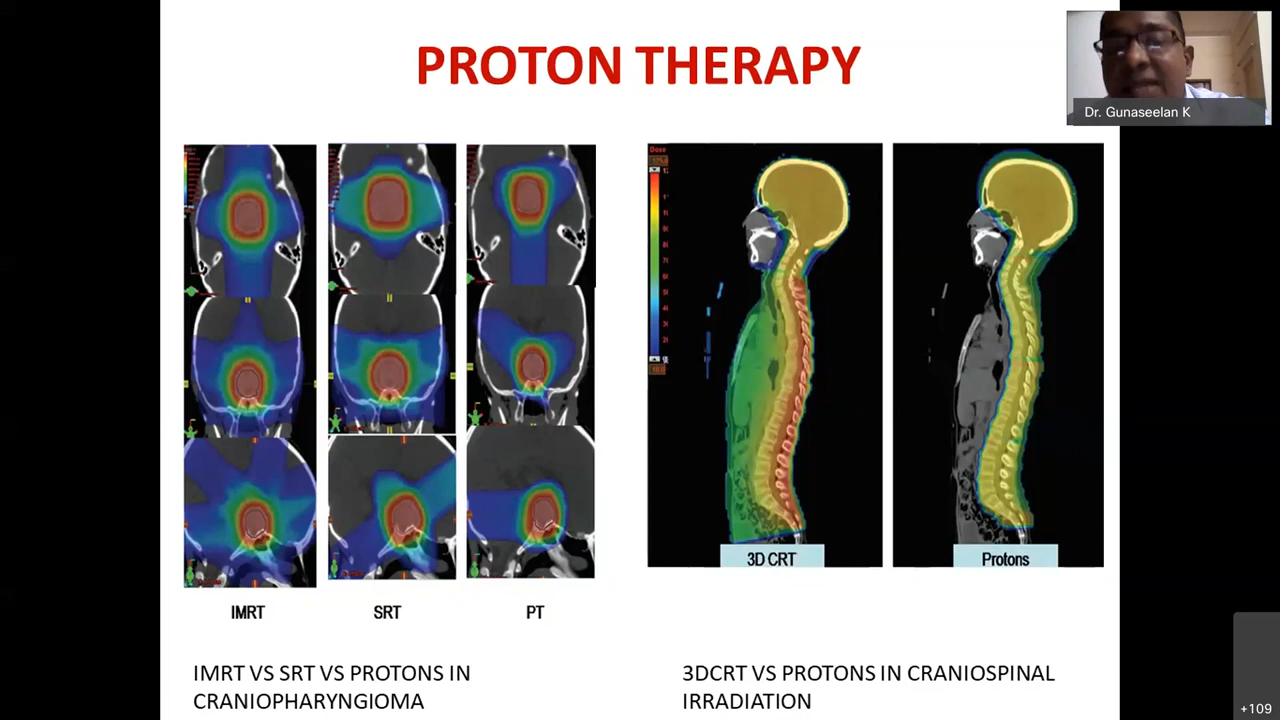 PROTON THERAPY
Dr. Gunaseelan K
Dose
3D CRT
Protons
IMRT
SRT
PT
IMRT VS SRT VS PROTONS IN
CRANIOPHARYNGIOMA
3DCRT VS PROTONS IN CRANIOSPINAL
IRRADIATION
+109